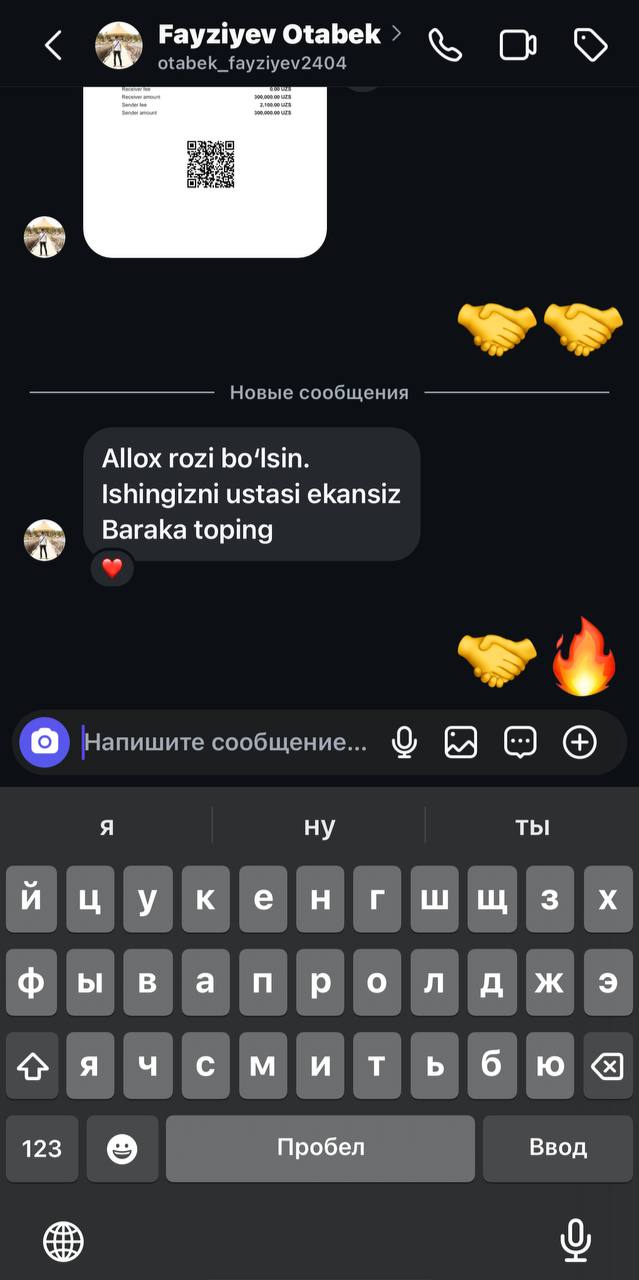 Fayziyev Otabek
otabek_fayziyev2404
Receiver fee 0.00 UZS
Receiver amount 300,000.00 UZS
Sender fee 2,100.00 UZS
Sender amount 300,000.00 UZS
Новые сообщения
Allox rozi bo‘lsin.
Ishingizni ustasi ekansiz
Baraka toping
Напишите сообщение...
я ну ты
й ц у к е н г ш щ з х
ф ы в а п р о л д ж э
я ч с м и т ь б ю
123 Пробел Ввод